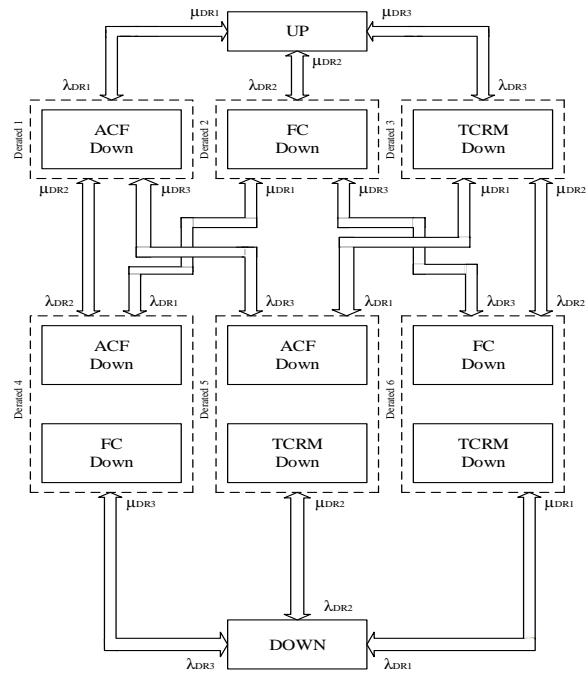 μDR1
UP
μDR3
μDR2
λDR1
λDR2
λDR3
Derated 1
ACF
Down
Derated 2
FC
Down
Derated 3
TCRM
Down
μDR2
μDR3
μDR1
μDR3
μDR1
μDR2
λDR2
λDR1
λDR3
λDR1
λDR3
λDR2
Derated 4
ACF
Down
FC
Down
Derated 5
ACF
Down
TCRM
Down
Derated 6
FC
Down
TCRM
Down
μDR3
μDR2
μDR1
λDR2
DOWN
λDR3
λDR1